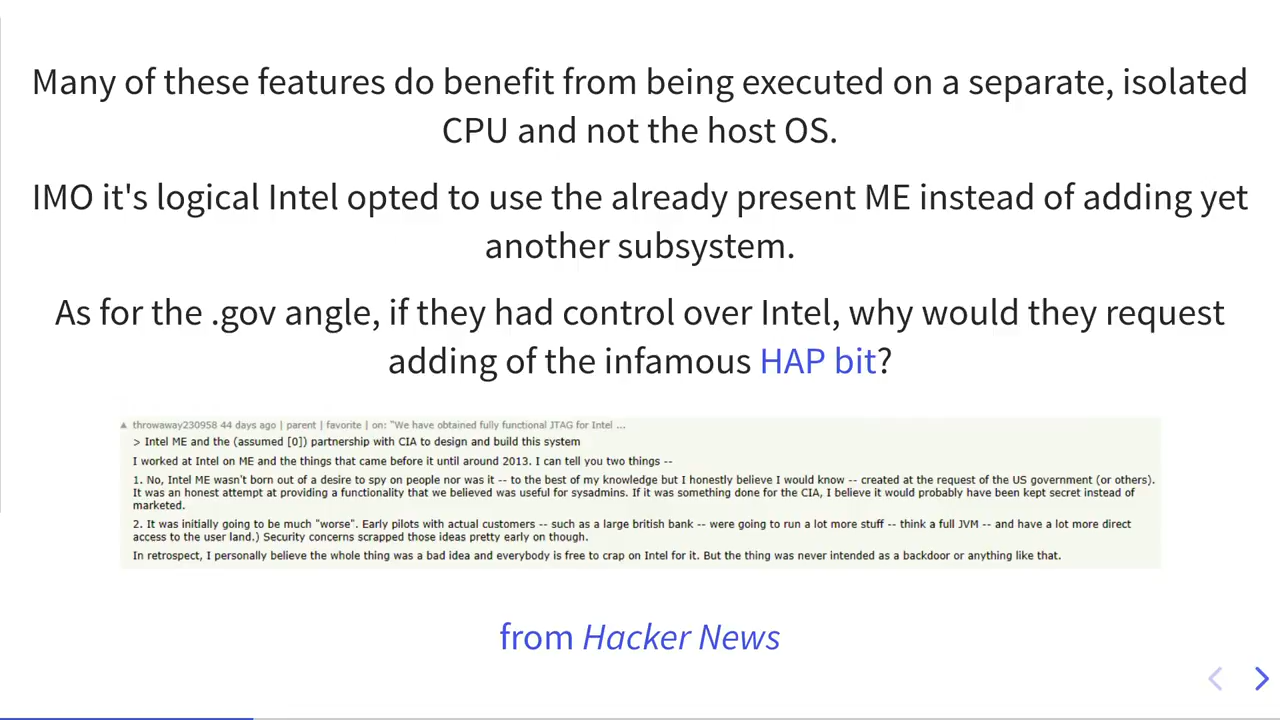 Many of these features do benefit from being executed on a separate, isolated
CPU and not the host OS.
IMO it's logical Intel opted to use the already present ME instead of adding yet
another subsystem.
As for the .gov angle, if they had control over Intel, why would they request
adding of the infamous HAP bit?
▲ throwaway230958 44 days ago | parent | favorite | on: "We have obtained fully functional JTAG for Intel ...
> Intel ME and the (assumed [0]) partnership with CIA to design and build this system
I worked at Intel on ME and the things that came before it until around 2013. I can tell you two things --
1. No, Intel ME wasn't born out of a desire to spy on people nor was it -- to the best of my knowledge but I honestly believe I would know -- created at the request of the US government (or others).
It was an honest attempt at providing a functionality that we believed was useful for sysadmins. If it was something done for the CIA, I believe it would probably have been kept secret instead of
marketed.
2. It was initially going to be much "worse". Early pilots with actual customers -- such as a large british bank -- were going to run a lot more stuff -- think a full JVM -- and have a lot more direct
access to the user land.) Security concerns scrapped those ideas pretty early on though.
In retrospect, I personally believe the whole thing was a bad idea and everybody is free to crap on Intel for it. But the thing was never intended as a backdoor or anything like that.
from Hacker News